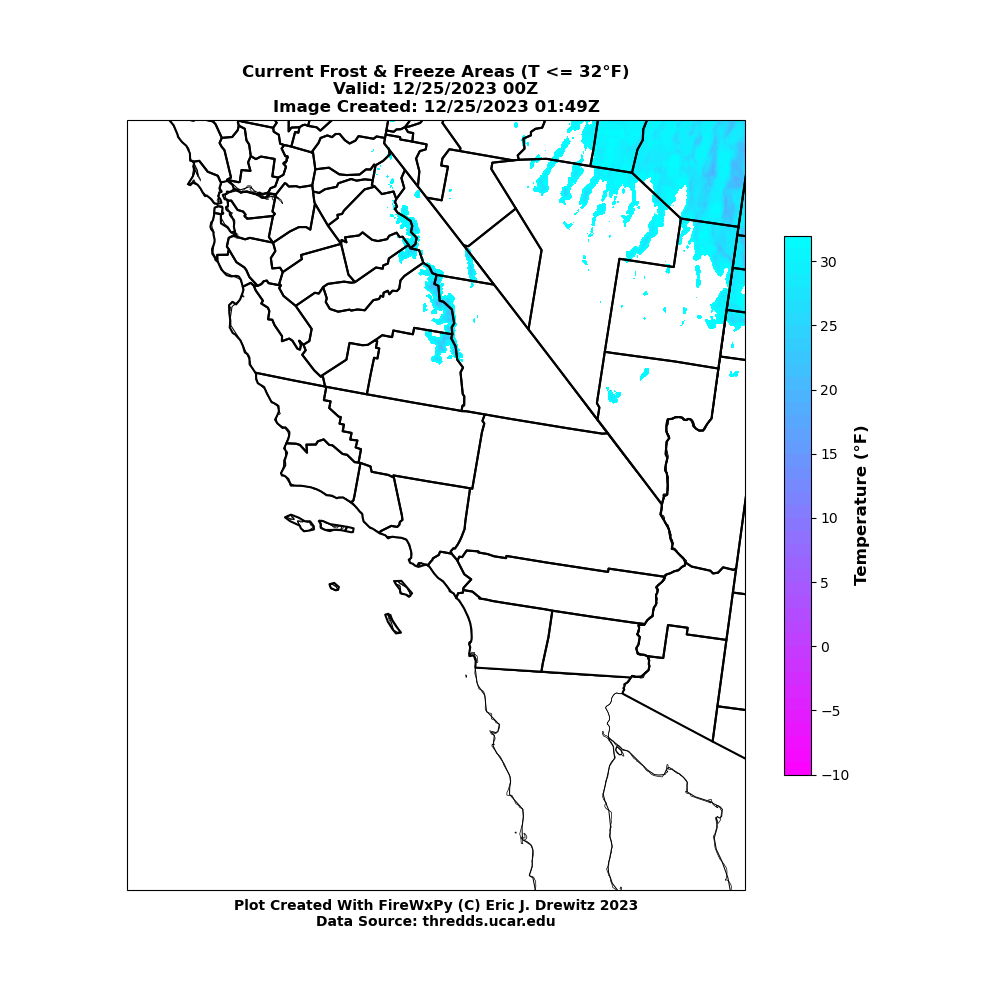 Current Frost & Freeze Areas (T <= 32°F)
Valid: 12/25/2023 00Z
Image Created: 12/25/2023 01:49Z
30
25
20
15
10
5
0
−5
−10
Temperature (°F)
Plot Created With FireWxPy (C) Eric J. Drewitz 2023
Data Source: thredds.ucar.edu